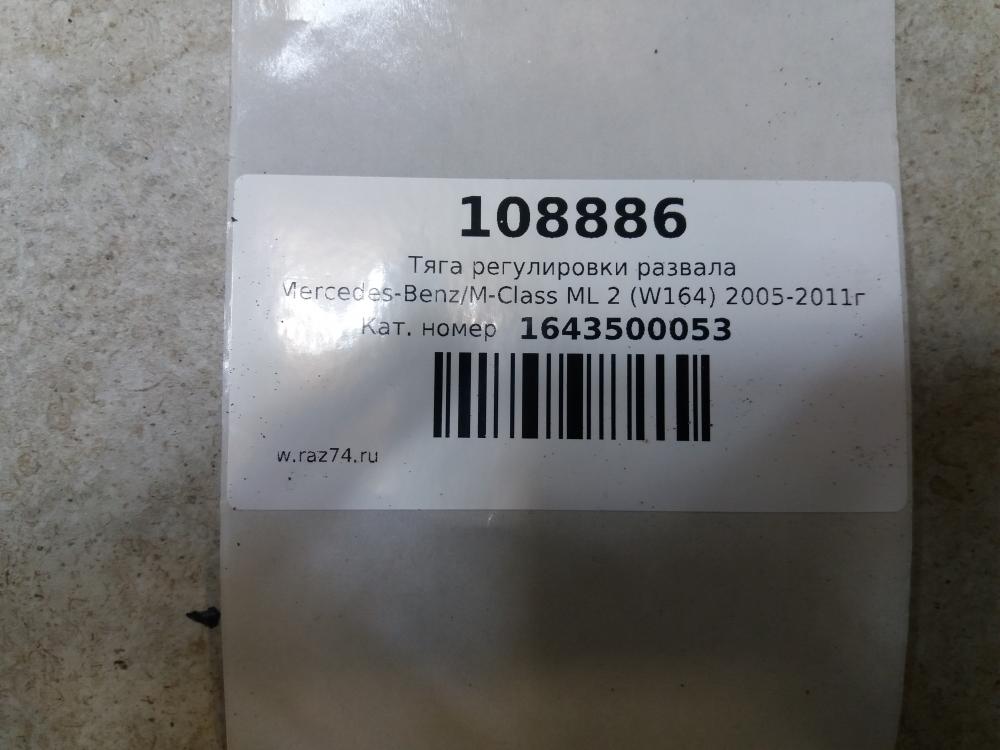 108886
Тяга регулировки развала
Mercedes-Benz/M-Class ML 2 (W164) 2005-2011г
Кат. номер 1643500053
w.raz74.ru